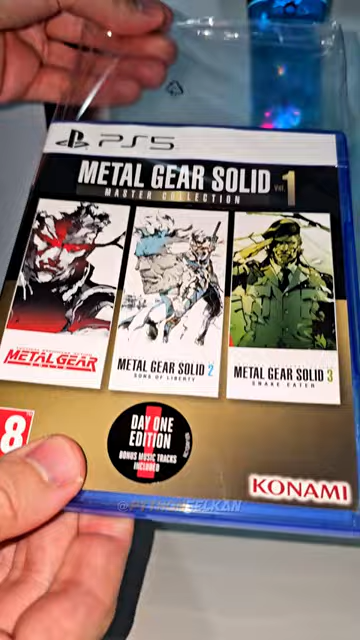 PS5
METAL GEAR SOLID VOL. 1
MASTER COLLECTION
METAL GEAR
METAL GEAR SOLID 2
SONS OF LIBERTY
METAL GEAR SOLID 3
SNAKE EATER
DAY ONE
EDITION
BONUS MUSIC TRACKS
INCLUDED
8
KONAMI